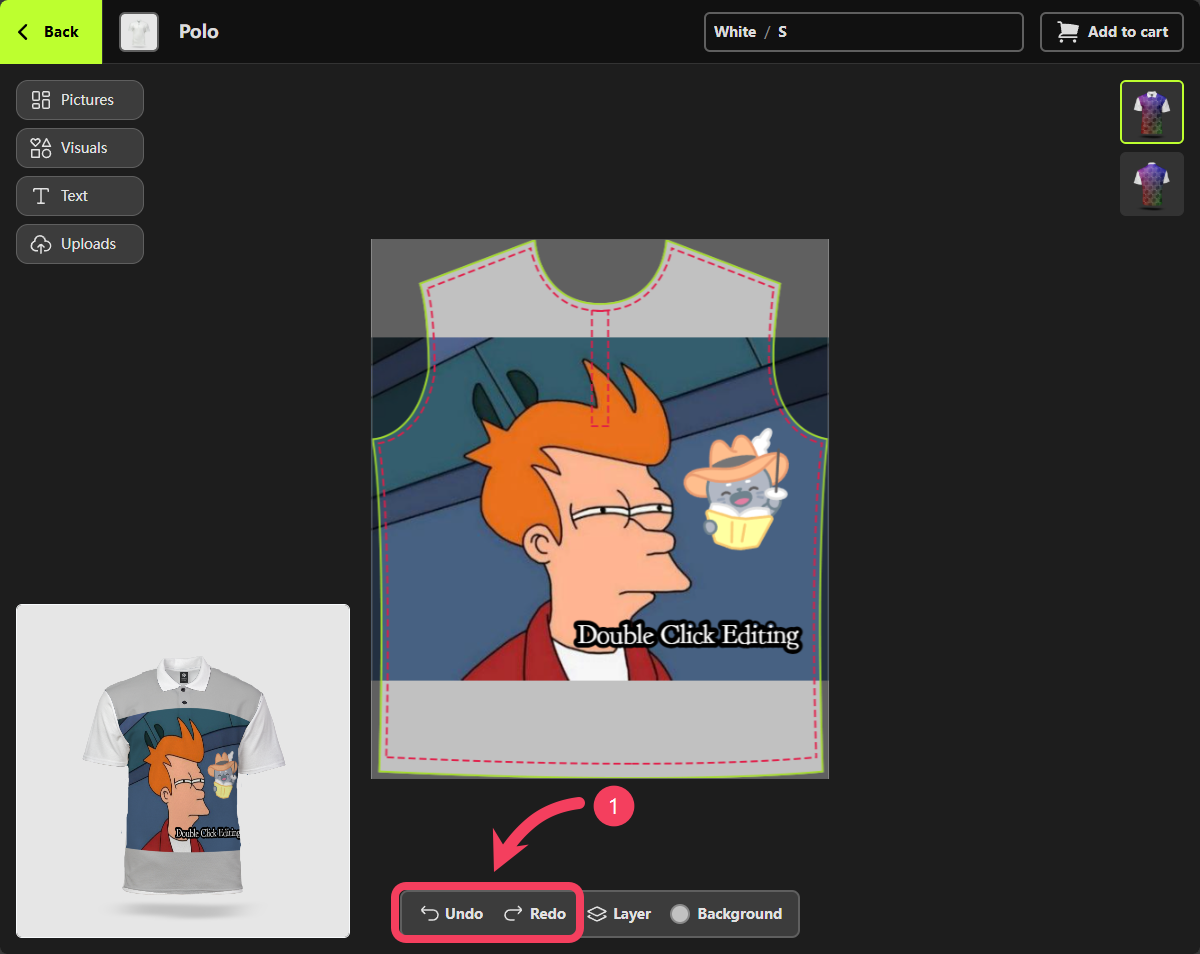 Back
Polo
White / S
Add to cart
Pictures
Visuals
Text
Uploads
Double Click Editing
Double Click Editing
1
Undo
Redo
Layer
Background